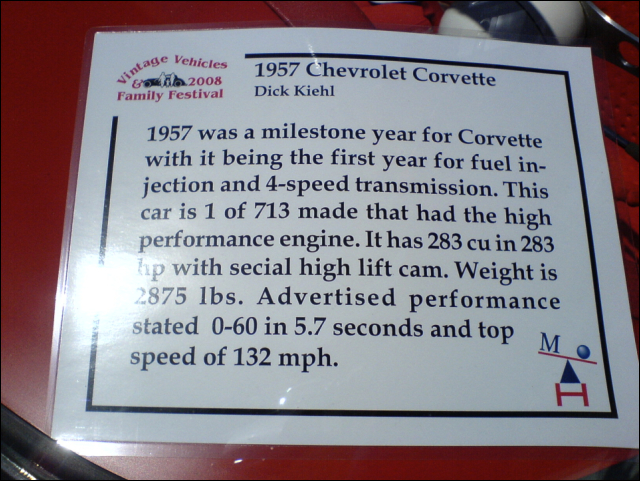 Vintage Vehicles
& 2008
Family Festival
1957 Chevrolet Corvette
Dick Kiehl
1957 was a milestone year for Corvette
with it being the first year for fuel in-
jection and 4-speed transmission. This
car is 1 of 713 made that had the high
performance engine. It has 283 cu in 283
hp with secial high lift cam. Weight is
2875 lbs. Advertised performance
stated 0-60 in 5.7 seconds and top
speed of 132 mph.
M
H